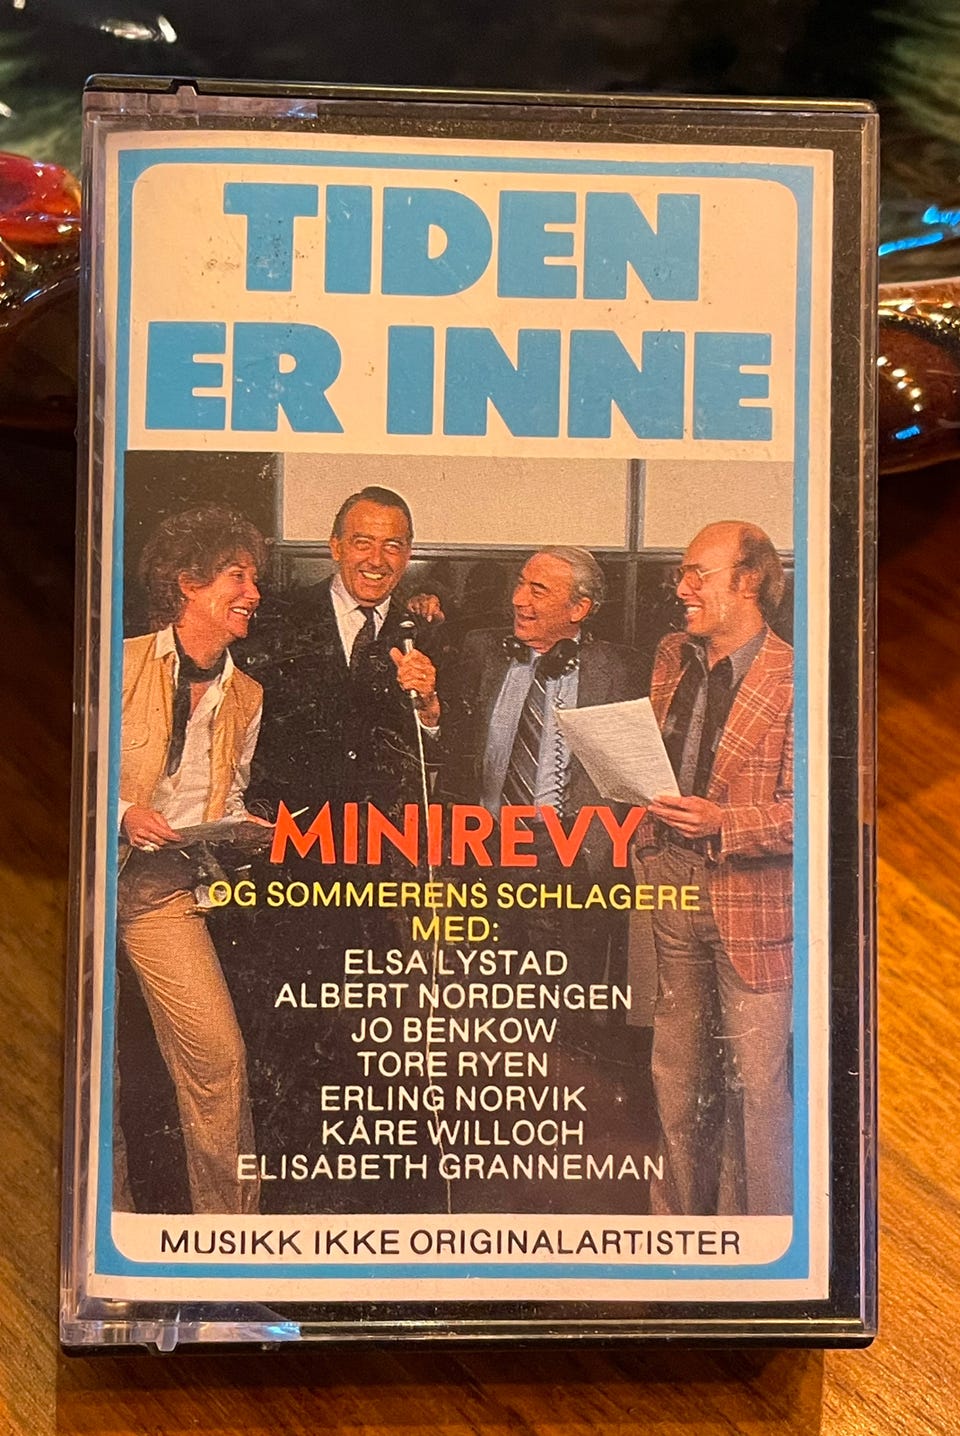 TIDEN
ER INNE
MINIREVY
OG SOMMERENS SCHLAGERE
MED:
ELSA LYSTAD
ALBERT NORDENGEN
JO BENKOW
TORE RYEN
ERLING NORVIK
KÅRE WILLOCH
ELISABETH GRANNEMAN
MUSIKK IKKE ORIGINALARTISTER